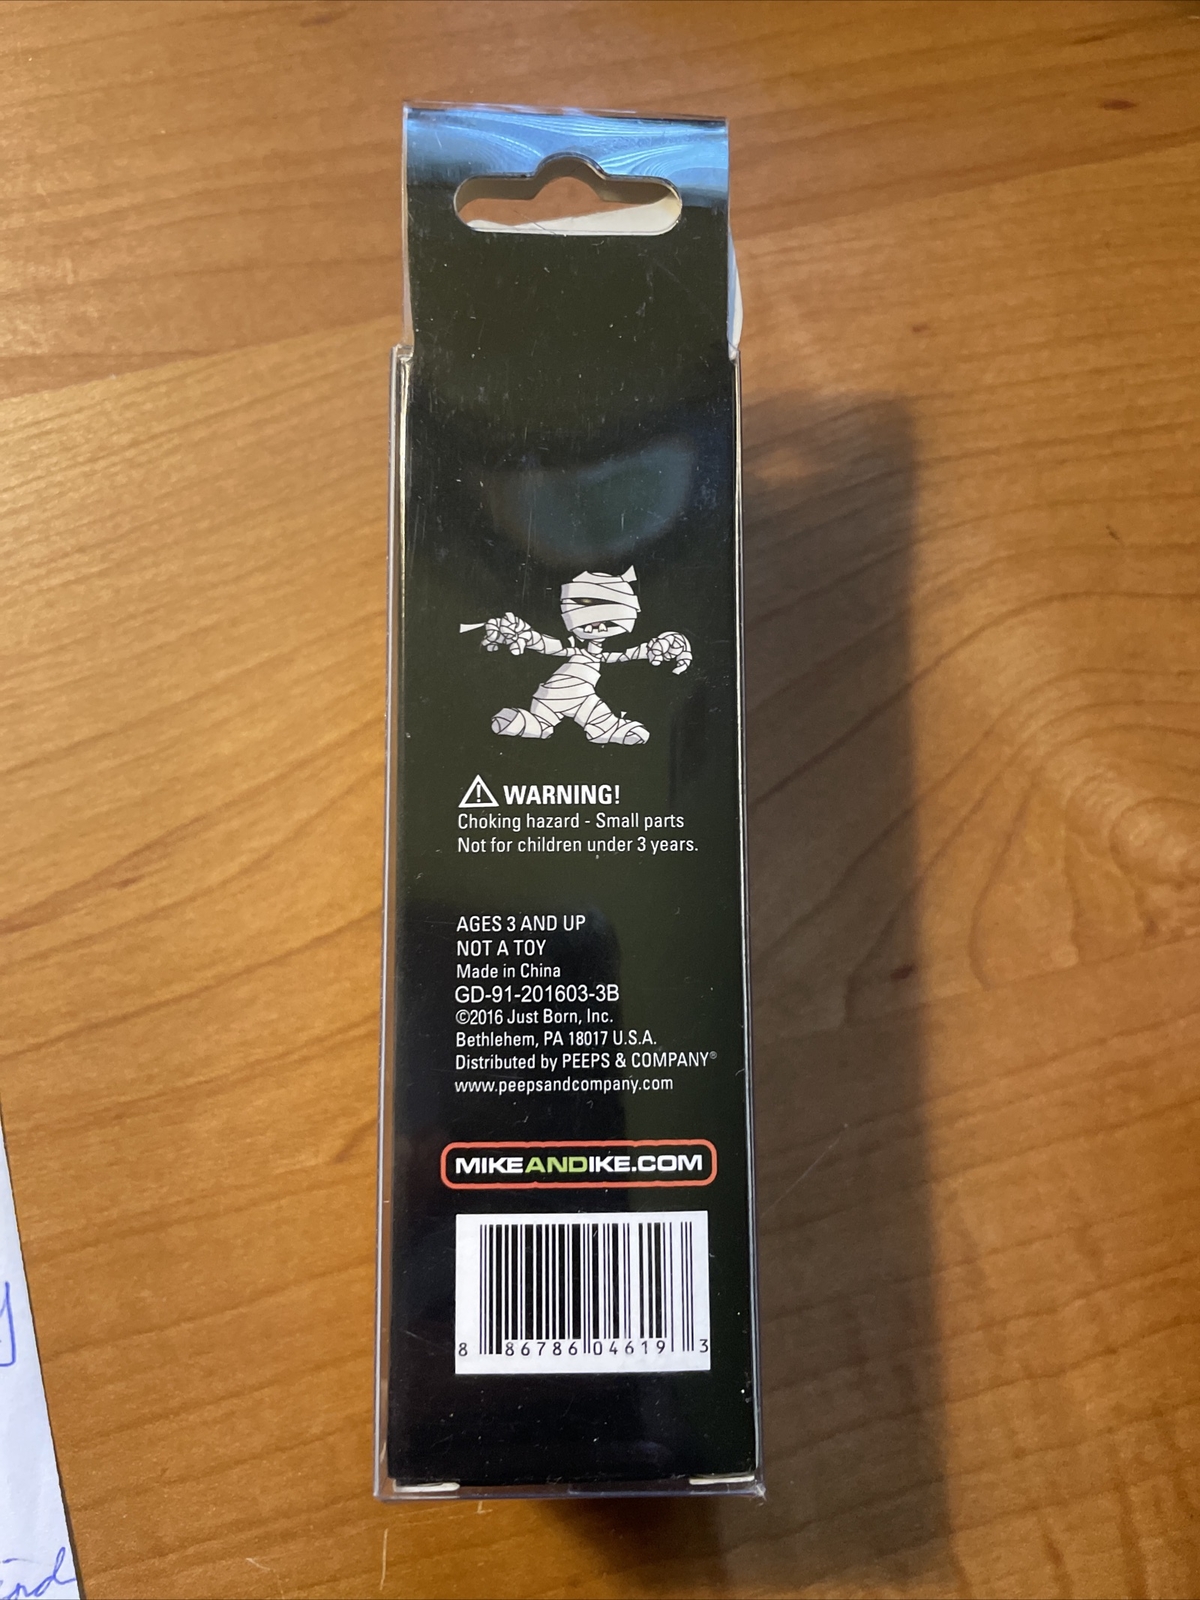 WARNING!
Choking hazard - Small parts
Not for children under 3 years.
AGES 3 AND UP
NOT A TOY
Made in China
GD-91-201603-3B
©2016 Just Born, Inc.
Bethlehem, PA 18017 U.S.A.
Distributed by PEEPS & COMPANY®
www.peepsandcompany.com
MIKEANDIKE.COM
8 86786 04619 3